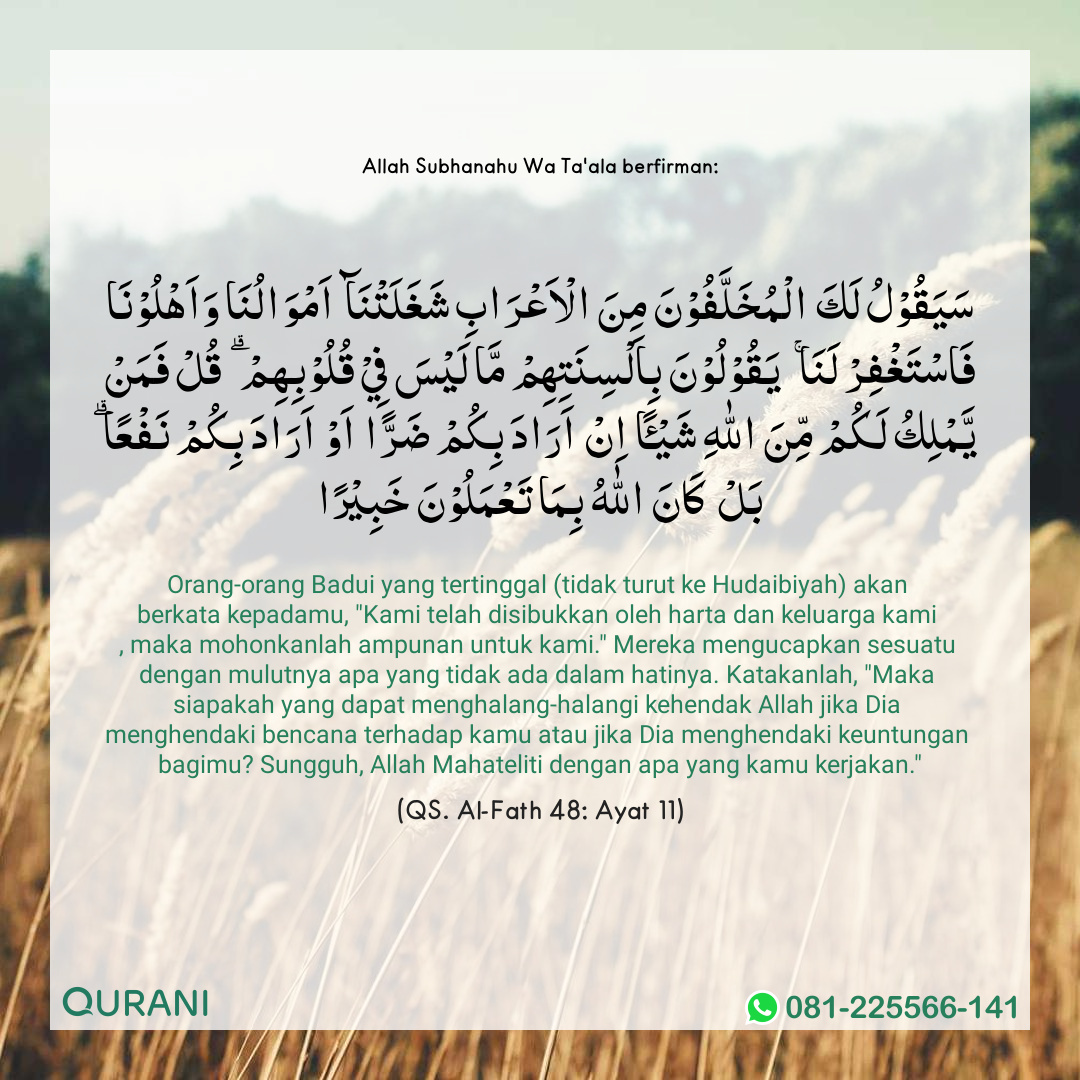 Allah Subhanahu Wa Ta'ala berfirman:
سَيَقُوْلُ لَكَ الْمُخَلَّفُوْنَ مِنَ الْاَعْرَابِ شَغَلَتْنَاۤ اَمْوَالُنَا وَاَهْلُوْنَا
فَاسْتَغْفِرْ لَنَا ۚ يَقُوْلُوْنَ بِاَلْسِنَتِهِمْ مَّا لَيْسَ فِيْ قُلُوْبِهِمْ ۗ قُلْ فَمَنْ
يَّمْلِكُ لَكُمْ مِّنَ اللّٰهِ شَيْـئًـا اِنْ اَرَادَ بِكُمْ ضَرًّا اَوْ اَرَادَ بِكُمْ نَفْعًا ۗ
بَلْ كَانَ اللّٰهُ بِمَا تَعْمَلُوْنَ خَبِيْرًا
Orang-orang Badui yang tertinggal (tidak turut ke Hudaibiyah) akan
berkata kepadamu, "Kami telah disibukkan oleh harta dan keluarga kami
, maka mohonkanlah ampunan untuk kami." Mereka mengucapkan sesuatu
dengan mulutnya apa yang tidak ada dalam hatinya. Katakanlah, "Maka
siapakah yang dapat menghalang-halangi kehendak Allah jika Dia
menghendaki bencana terhadap kamu atau jika Dia menghendaki keuntungan
bagimu? Sungguh, Allah Mahateliti dengan apa yang kamu kerjakan."
(QS. Al-Fath 48: Ayat 11)
QURANI
081-225566-141